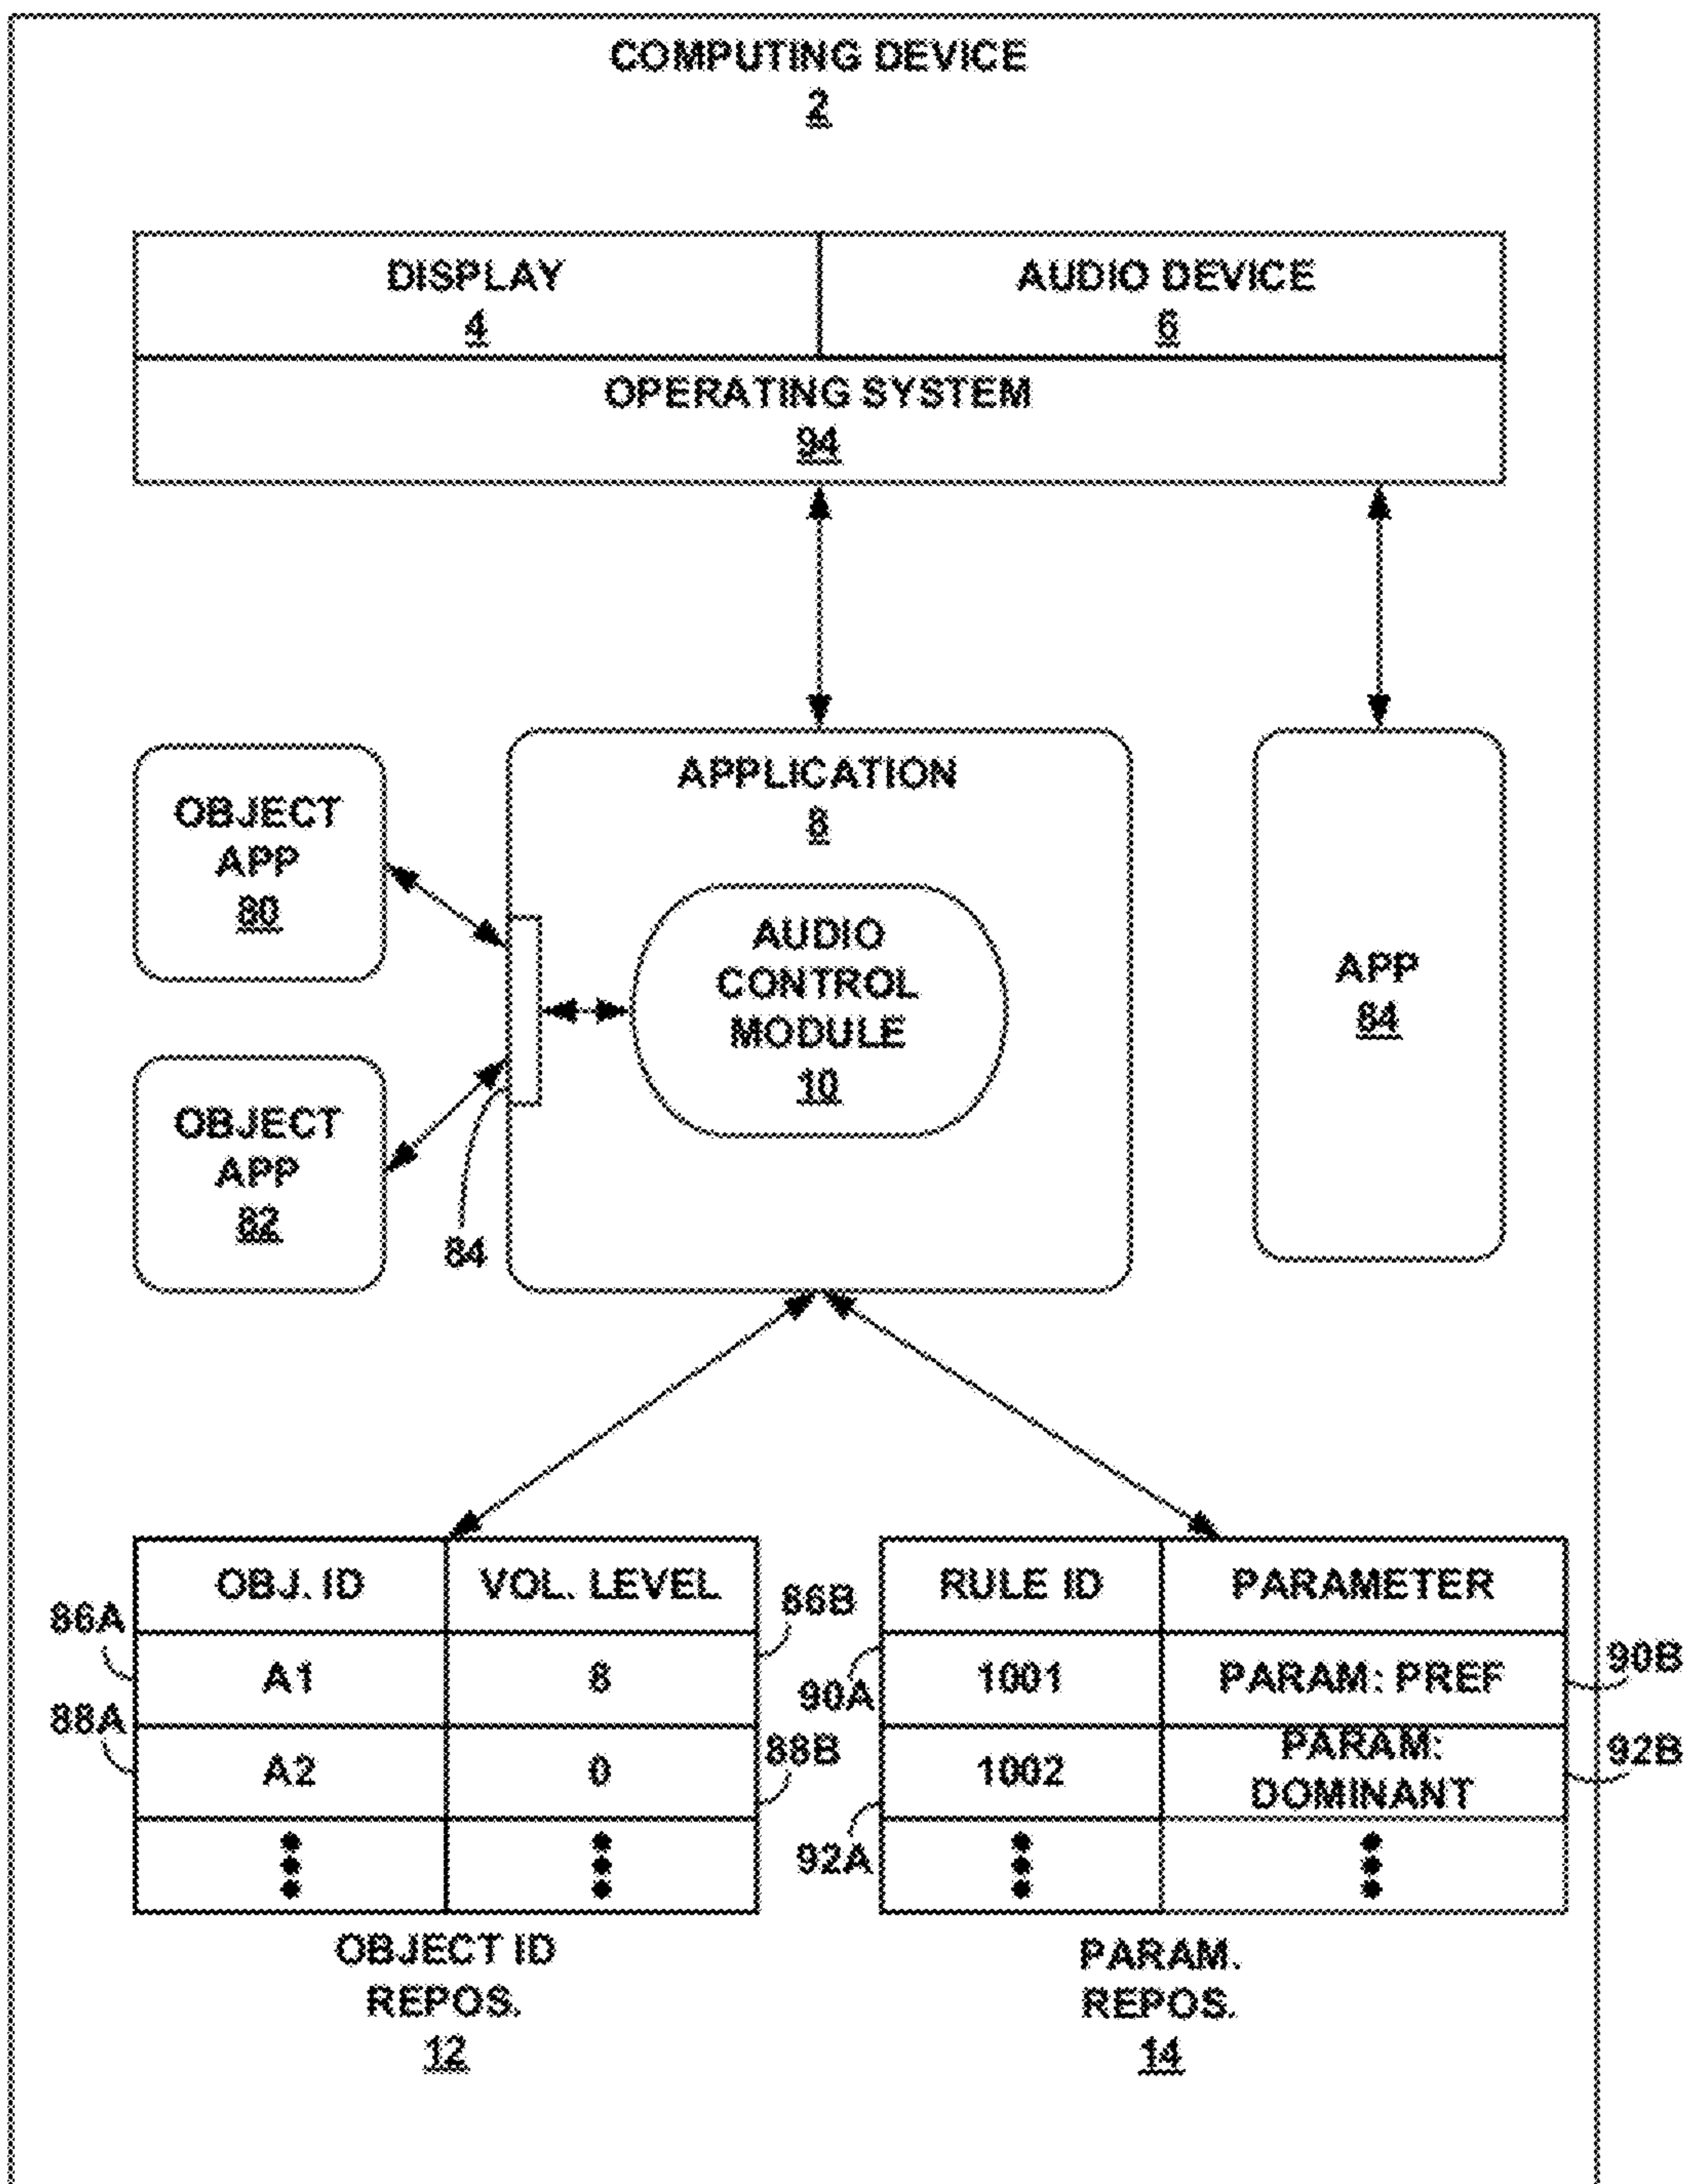 COMPUTING DEVICE
2
DISPLAY
4
AUDIO DEVICE
6
OPERATING SYSTEM
94
OBJECT
APP
80
APPLICATION
8
AUDIO
CONTROL
MODULE
10
APP
84
OBJECT
APP
82
84
OBJ. ID
VOL. LEVEL
86A
A1
8
86B
88A
A2
0
88B
OBJECT ID
REPOS.
12
RULE ID
PARAMETER
90A
1001
PARAM: PREF
90B
1002
PARAM:
DOMINANT
92B
92A
PARAM.
REPOS.
14